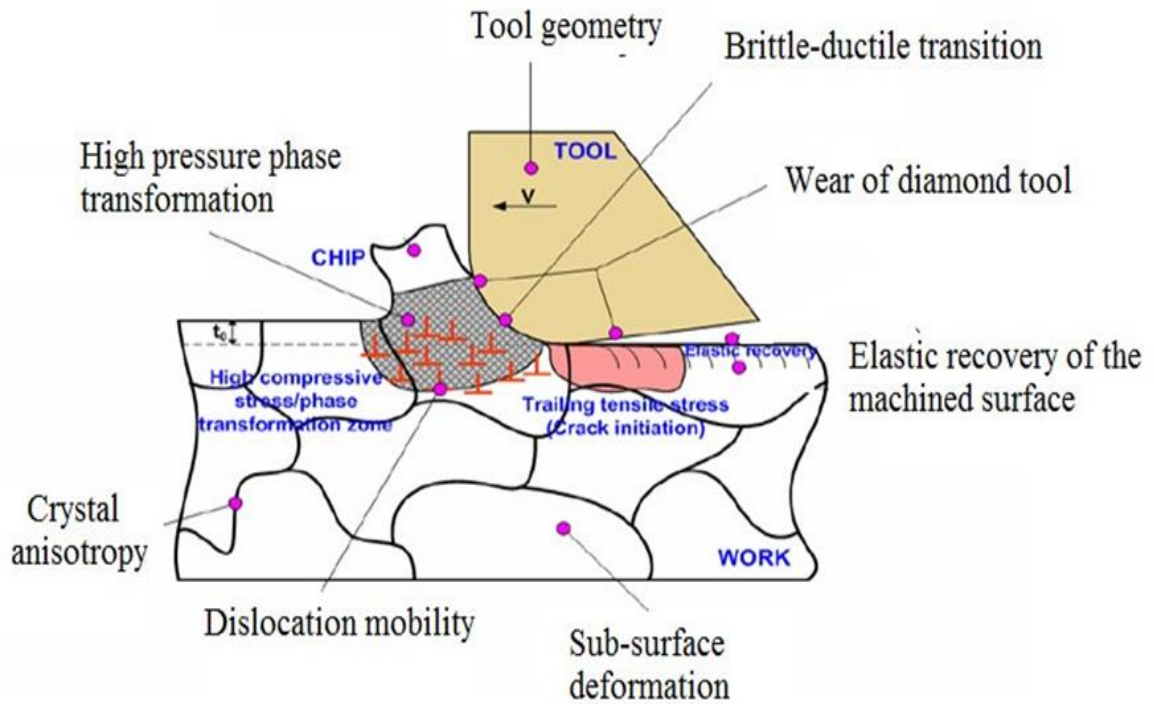 Tool geometry
Brittle-ductile transition
High pressure phase
transformation
TOOL
Wear of diamond tool
V
CHIP
t₀
Elastic recovery
Elastic recovery of the
machined surface
High compressive
stress/phase
transformation zone
Trailing tensile stress
(Crack initiation)
Crystal
anisotropy
WORK
Dislocation mobility
Sub-surface
deformation